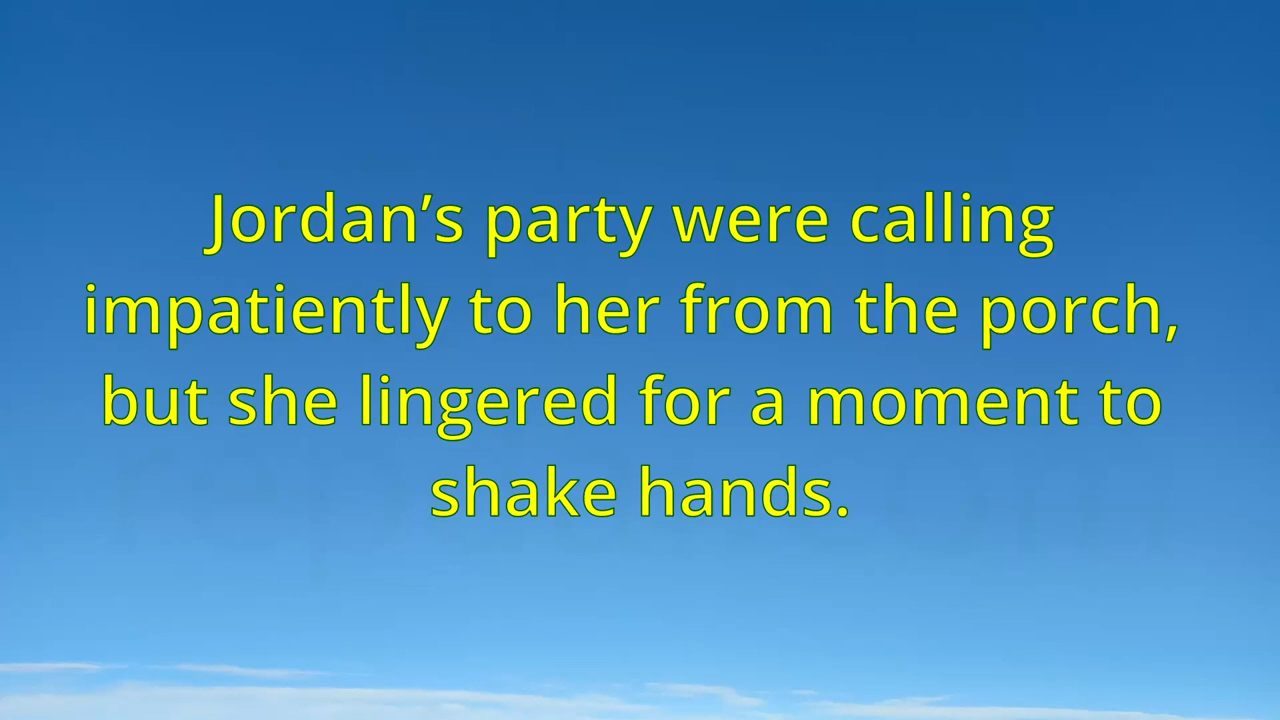 Jordan’s party were calling
impatiently to her from the porch,
but she lingered for a moment to
shake hands.